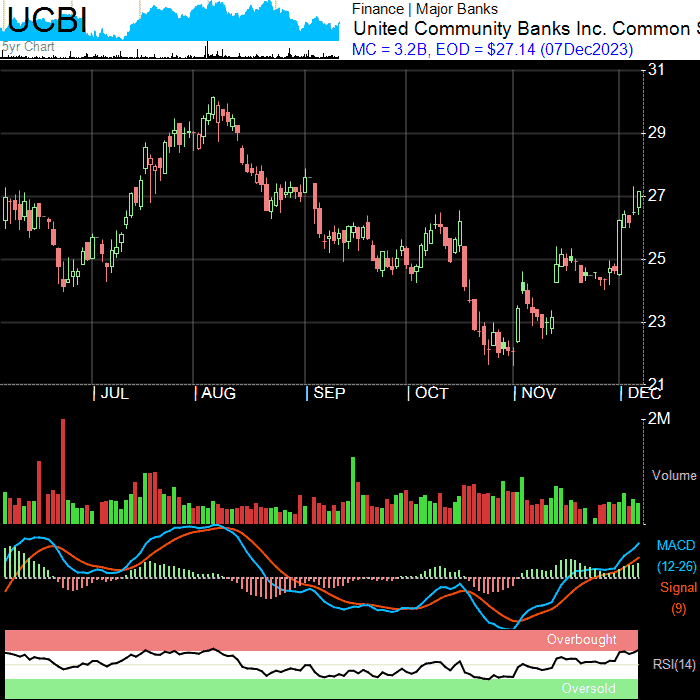 UCBI
5yr Chart
Finance | Major Banks
United Community Banks Inc. Common S
MC = 3.2B, EOD = $27.14 (07Dec2023)
31
29
27
25
23
21
JUL AUG SEP OCT NOV DEC
2M
Volume
MACD
(12-26)
Signal
(9)
Overbought
RSI(14)
Oversold